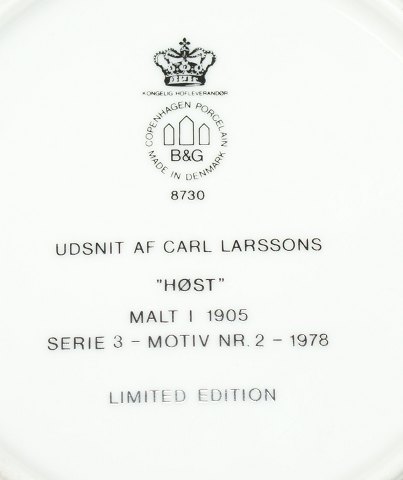 KONGELIG HOFLEVERANDØR
COPENHAGEN PORCELAIN
B&G
MADE IN DENMARK
8730
UDSNIT AF CARL LARSSONS
"HØST"
MALT I 1905
SERIE 3 - MOTIV NR. 2 - 1978
LIMITED EDITION